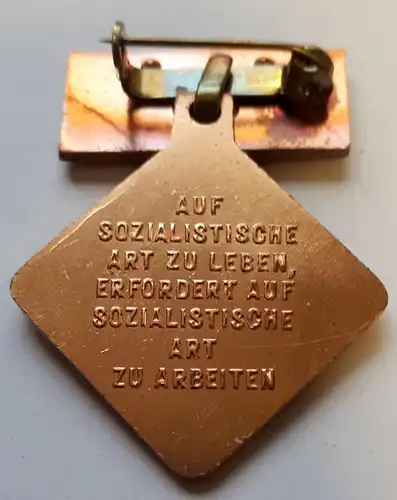 AUF
SOZIALISTISCHE
ART ZU LEBEN,
ERFORDERT AUF
SOZIALISTISCHE
ART
ZU ARBEITEN